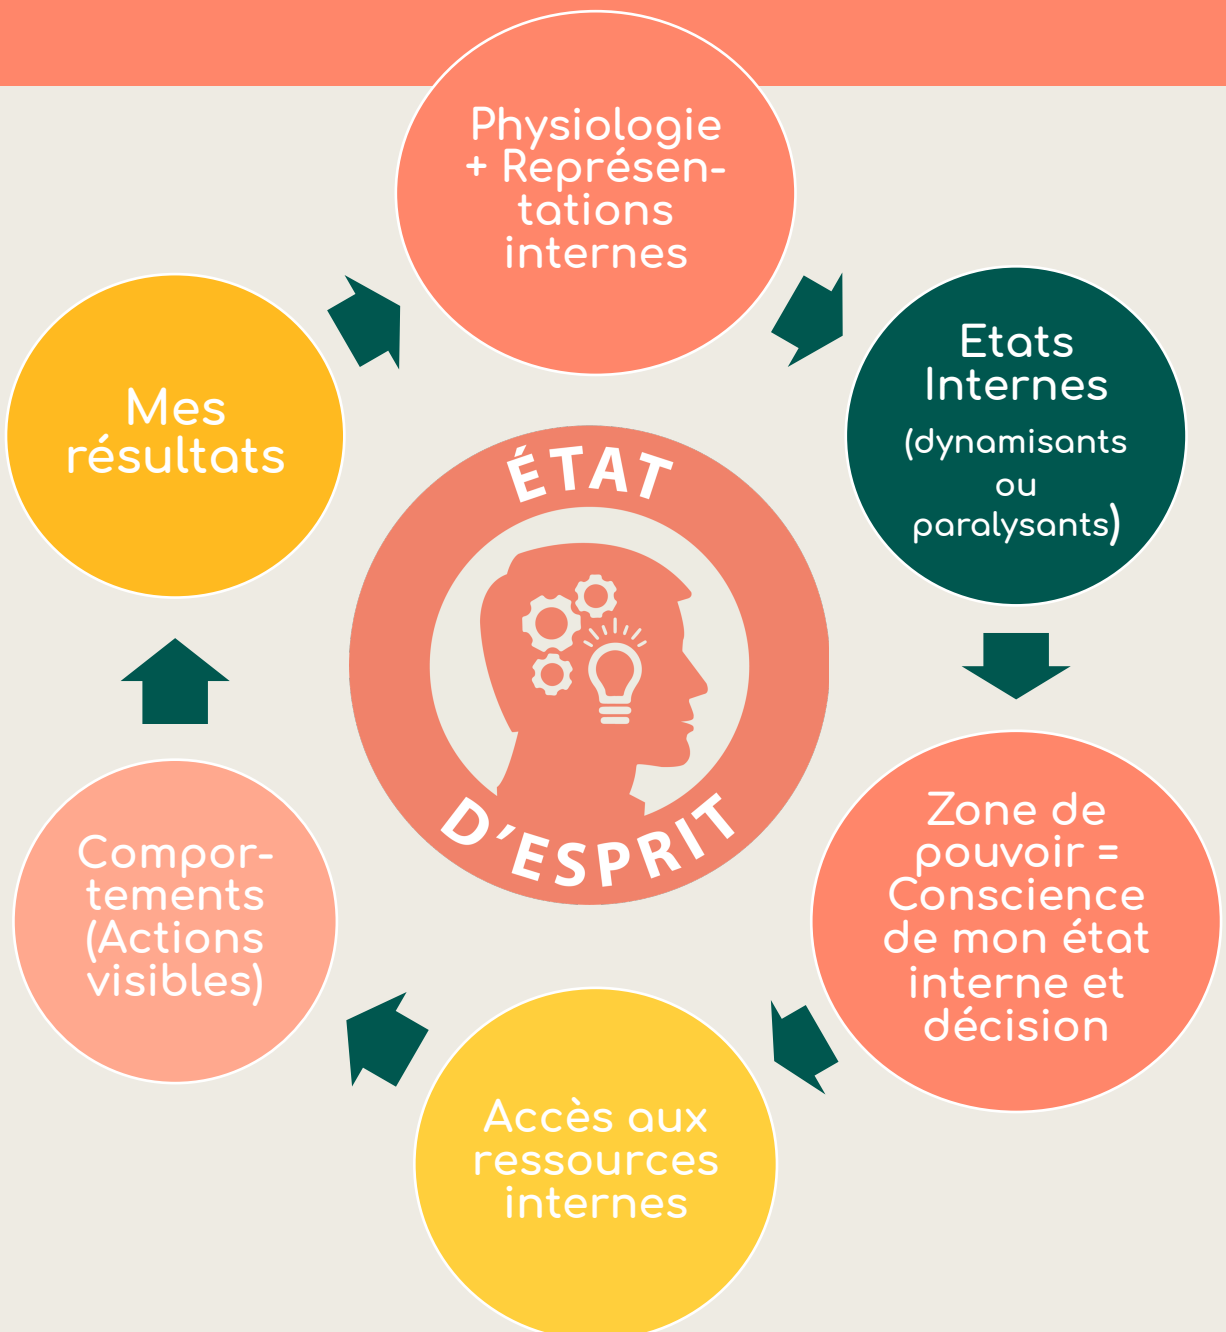 Physiologie
+ Représen-
tations
internes
Etats
Internes
(dynamisants
ou
paralysants)
Zone de
pouvoir =
Conscience
de mon état
interne et
décision
Accès aux
ressources
internes
Compor-
tements
(Actions
visibles)
Mes
résultats
ÉTAT
D'ESPRIT